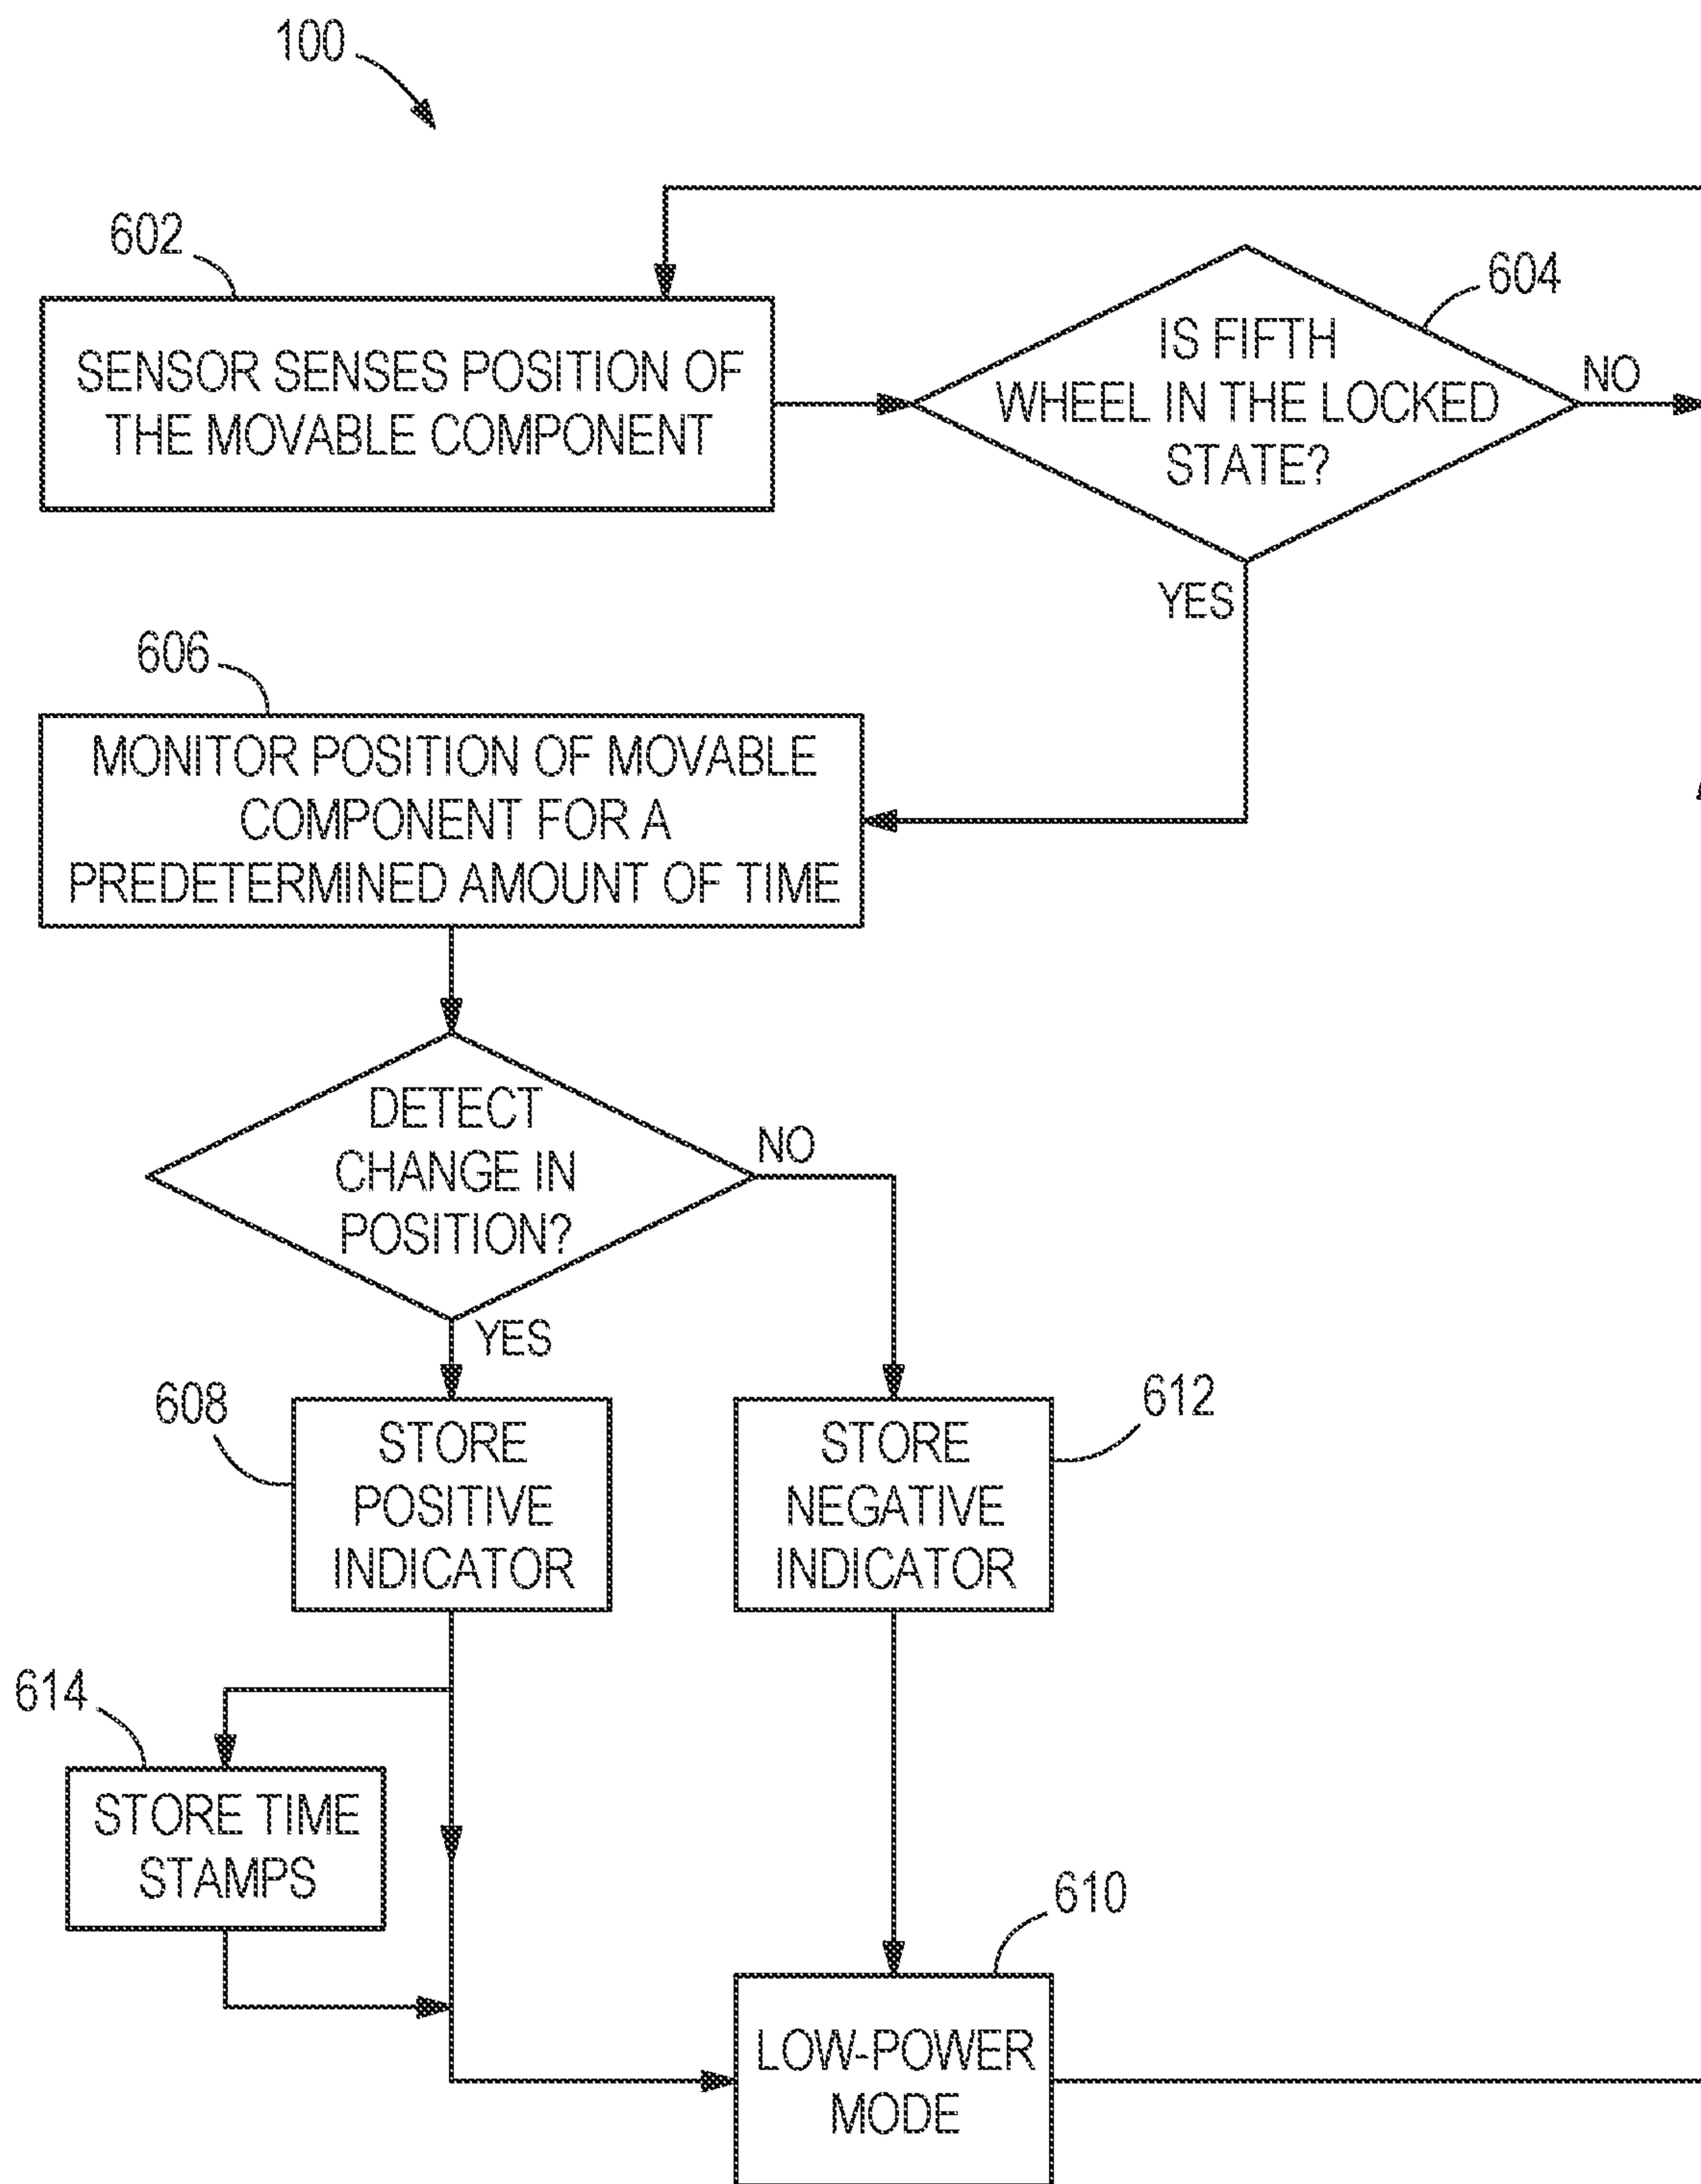 100
602
SENSOR SENSES POSITION OF
THE MOVABLE COMPONENT
604
IS FIFTH
WHEEL IN THE LOCKED
STATE?
NO
YES
606
MONITOR POSITION OF MOVABLE
COMPONENT FOR A
PREDETERMINED AMOUNT OF TIME
DETECT
CHANGE IN
POSITION?
NO
YES
608
STORE
POSITIVE
INDICATOR
612
STORE
NEGATIVE
INDICATOR
614
STORE TIME
STAMPS
610
LOW-POWER
MODE